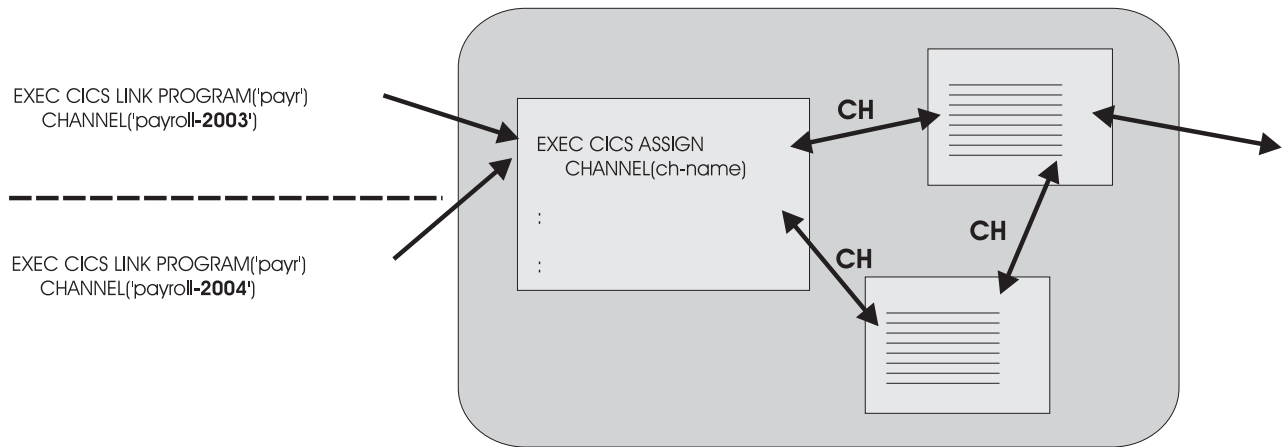 EXEC CICS LINK PROGRAM('payr')
CHANNEL('payroll-2003')
EXEC CICS LINK PROGRAM('payr')
CHANNEL('payroll-2004')
EXEC CICS ASSIGN
CHANNEL(ch-name)
:
:
CH
CH
CH